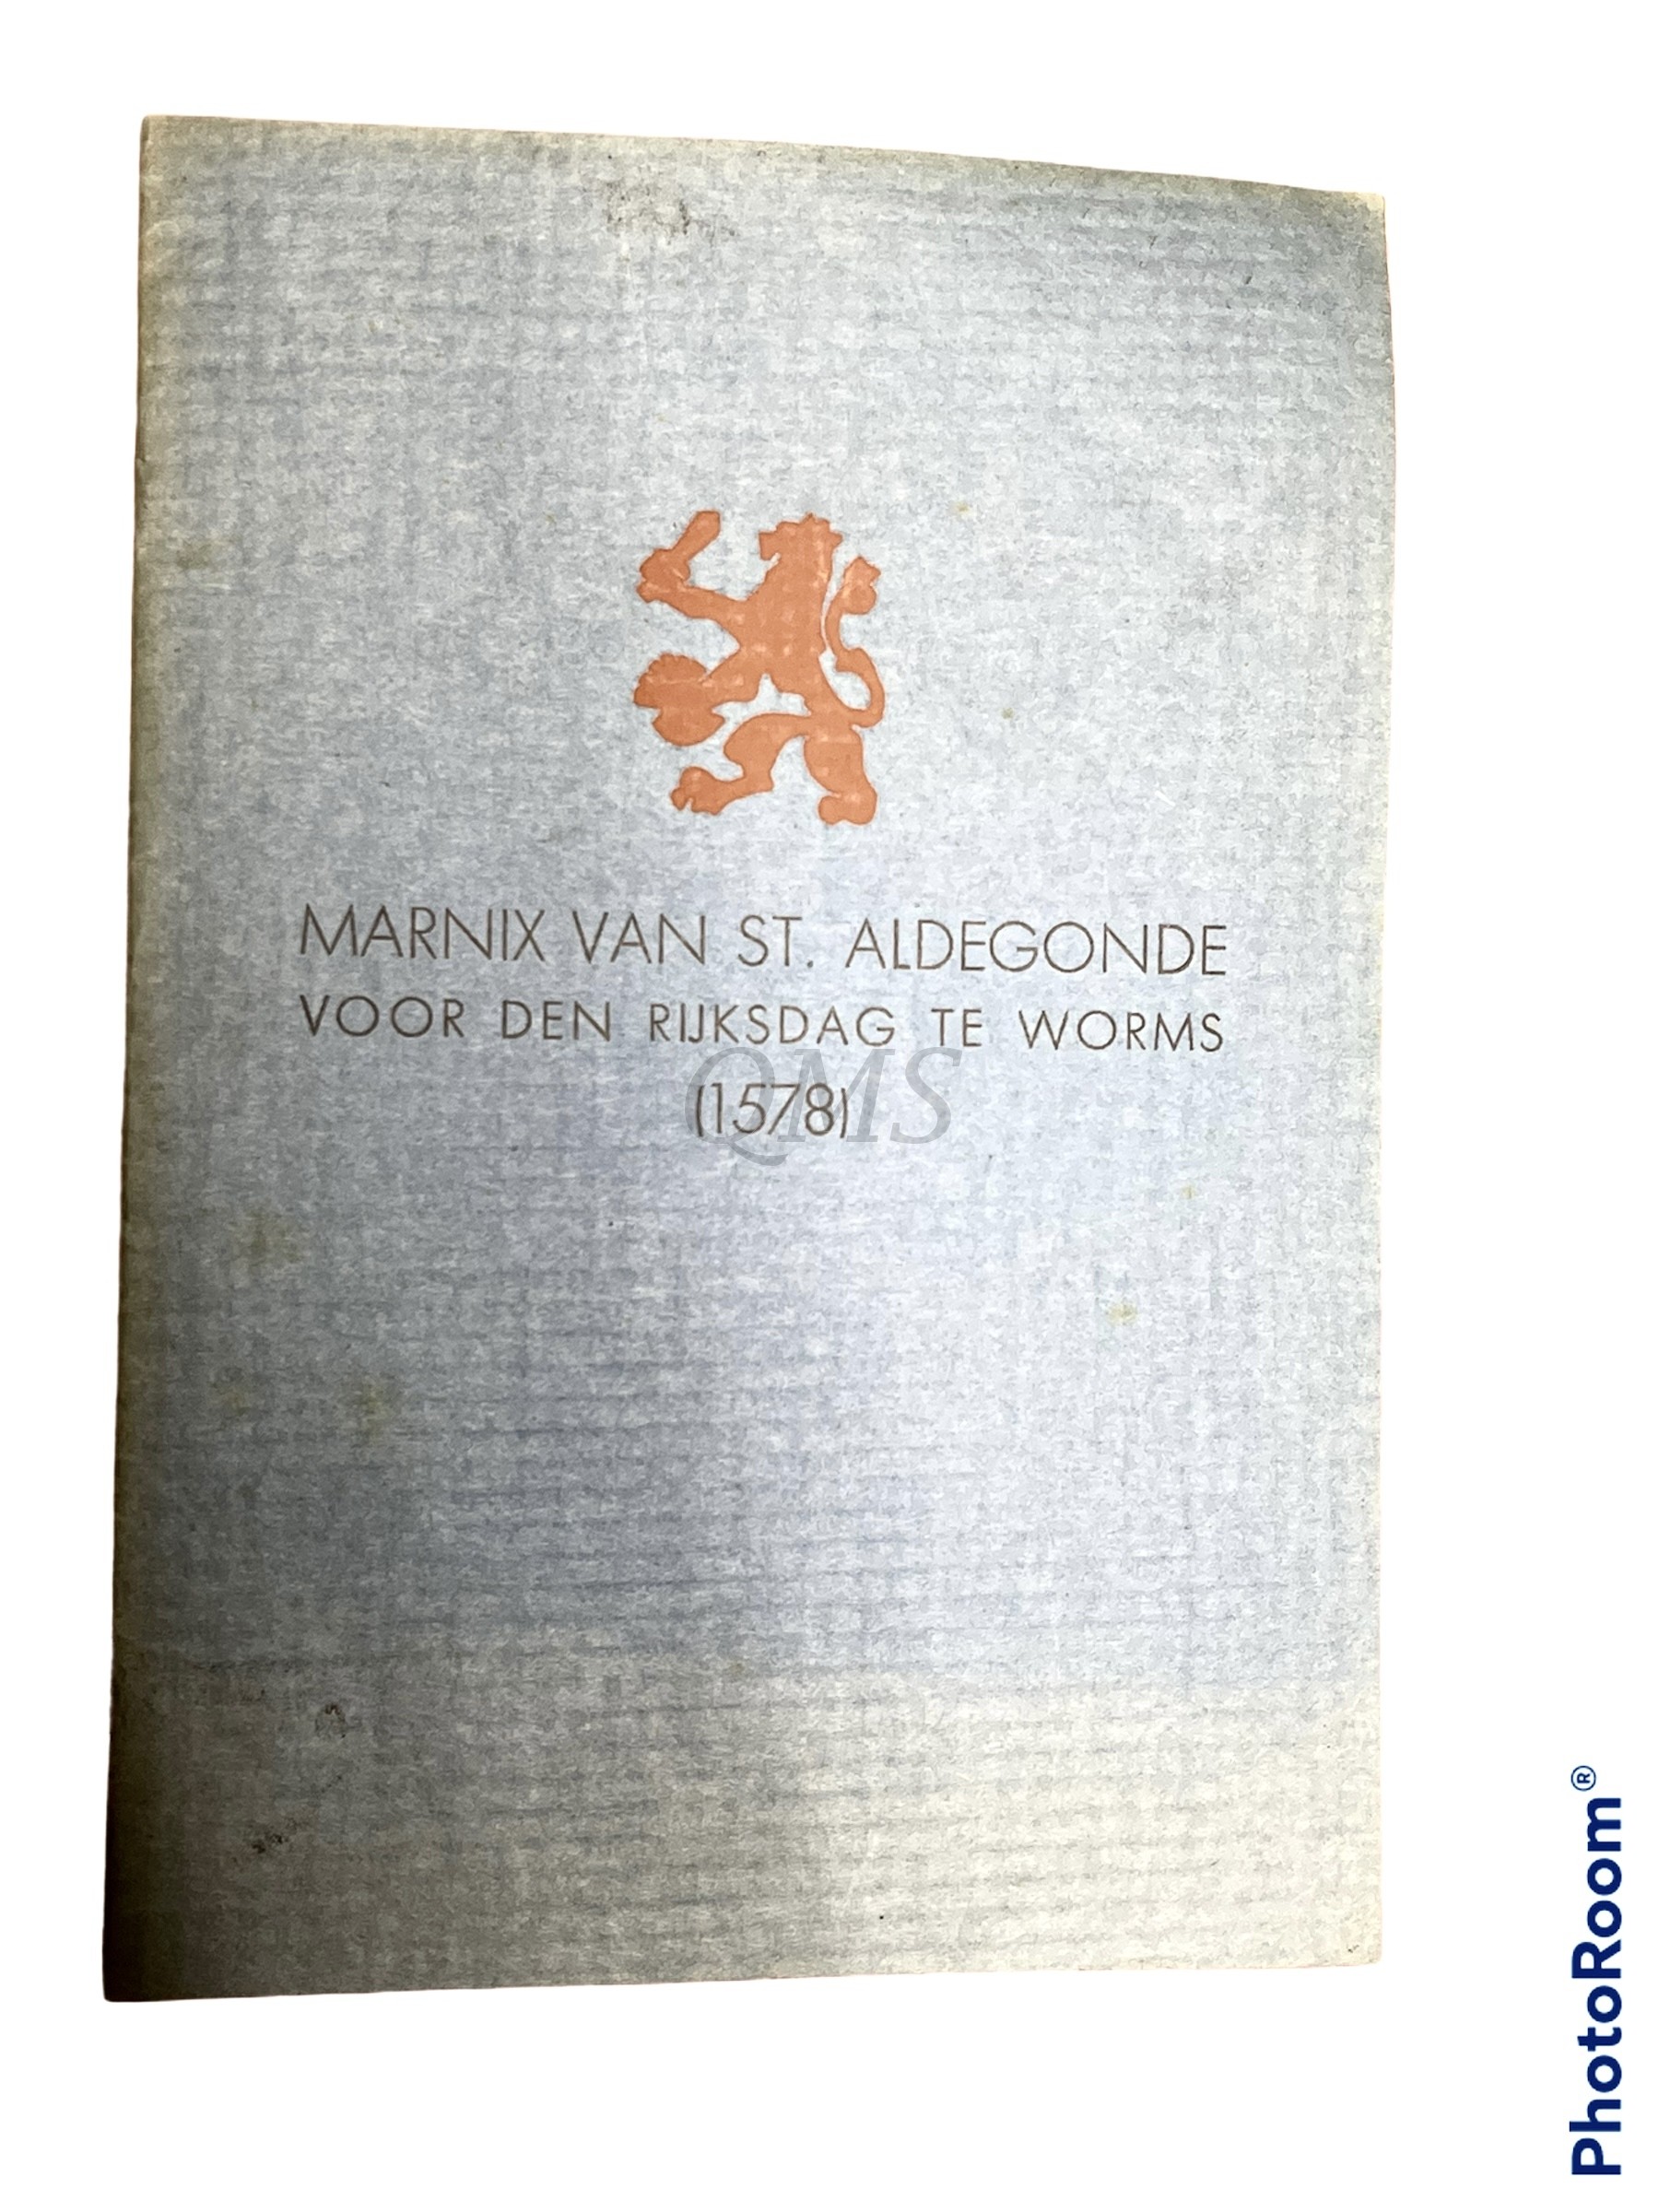 MARNIX VAN ST. ALDEGONDE
VOOR DEN RIJKSDAG TE WORMS
(1578)
QMS
PhotoRoom®